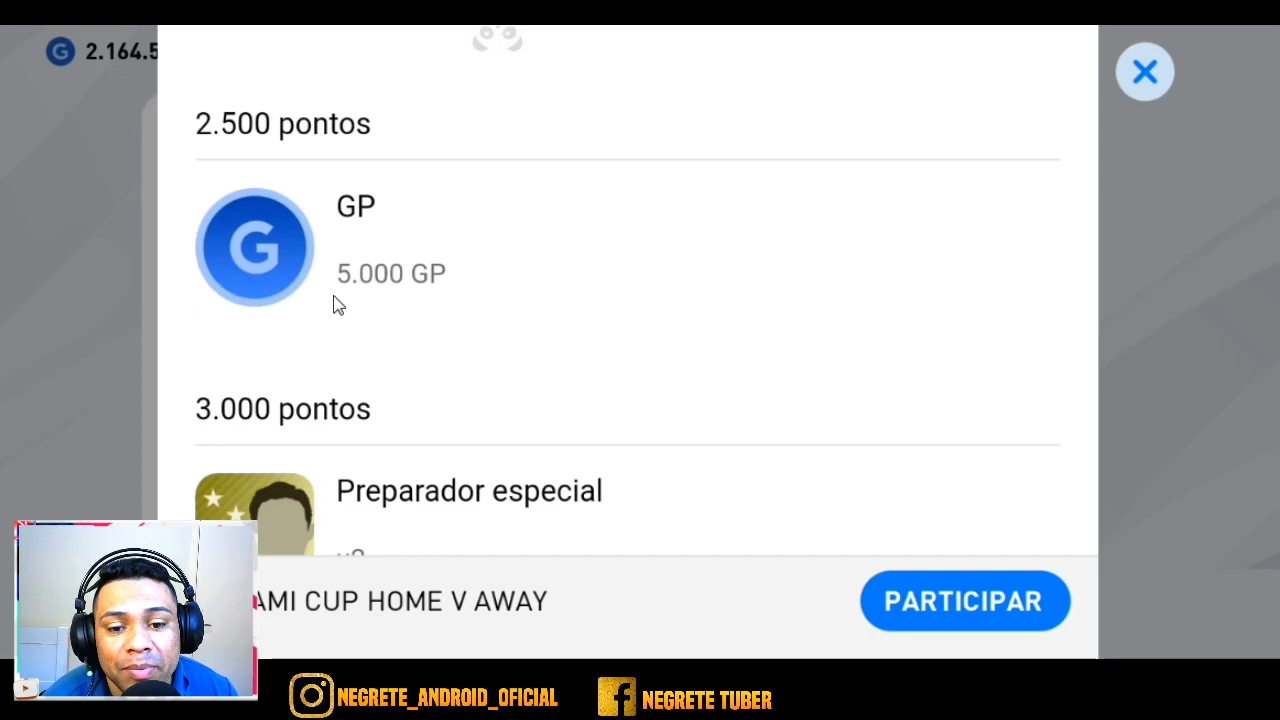 2.164.5
2.500 pontos
GP
5.000 GP
3.000 pontos
Preparador especial
AMI CUP HOME V AWAY
PARTICIPAR
NEGRETE_ANDROID_OFICIAL
NEGRETE TUBER